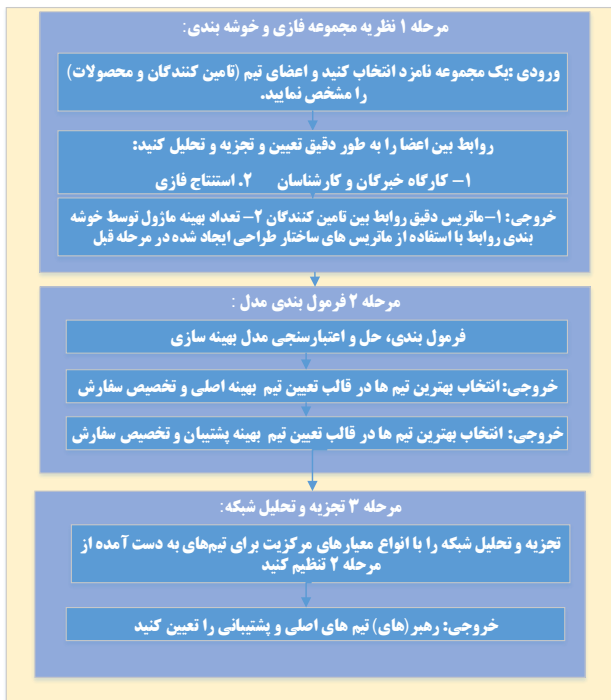 مرحله ۱ نظریه مجموعه فازی و خوشه بندی:
ورودی :یک مجموعه نامزد انتخاب کنید و اعضای تیم (تامین کنندگان و محصولات)
را مشخص نمایید.
روابط بین اعضا را به طور دقیق تعیین و تجزیه و تحلیل کنید:
۱- کارگاه خبرگان و کارشناسان ۲. استنتاج فازی
خروجی: ۱-ماتریس دقیق روابط بین تامین کنندگان ۲- تعداد بهینه ماژول توسط خوشه
بندی روابط با استفاده از ماتریس های ساختار طراحی ایجاد شده در مرحله قبل
مرحله ۲ فرمول بندی مدل :
فرمول بندی، حل و اعتبارسنجی مدل بهینه سازی
خروجی: انتخاب بهترین تیم ها در قالب تعیین تیم بهینه اصلی و تخصیص سفارش
خروجی: انتخاب بهترین تیم ها در قالب تعیین تیم بهینه پشتیبان و تخصیص سفارش
مرحله ۳ تجزیه و تحلیل شبکه:
تجزیه و تحلیل شبکه را با انواع معیارهای مرکزیت برای تیم‌های به دست آمده از
مرحله ۲ تنظیم کنید
خروجی: رهبر(های) تیم های اصلی و پشتیبانی را تعیین کنید